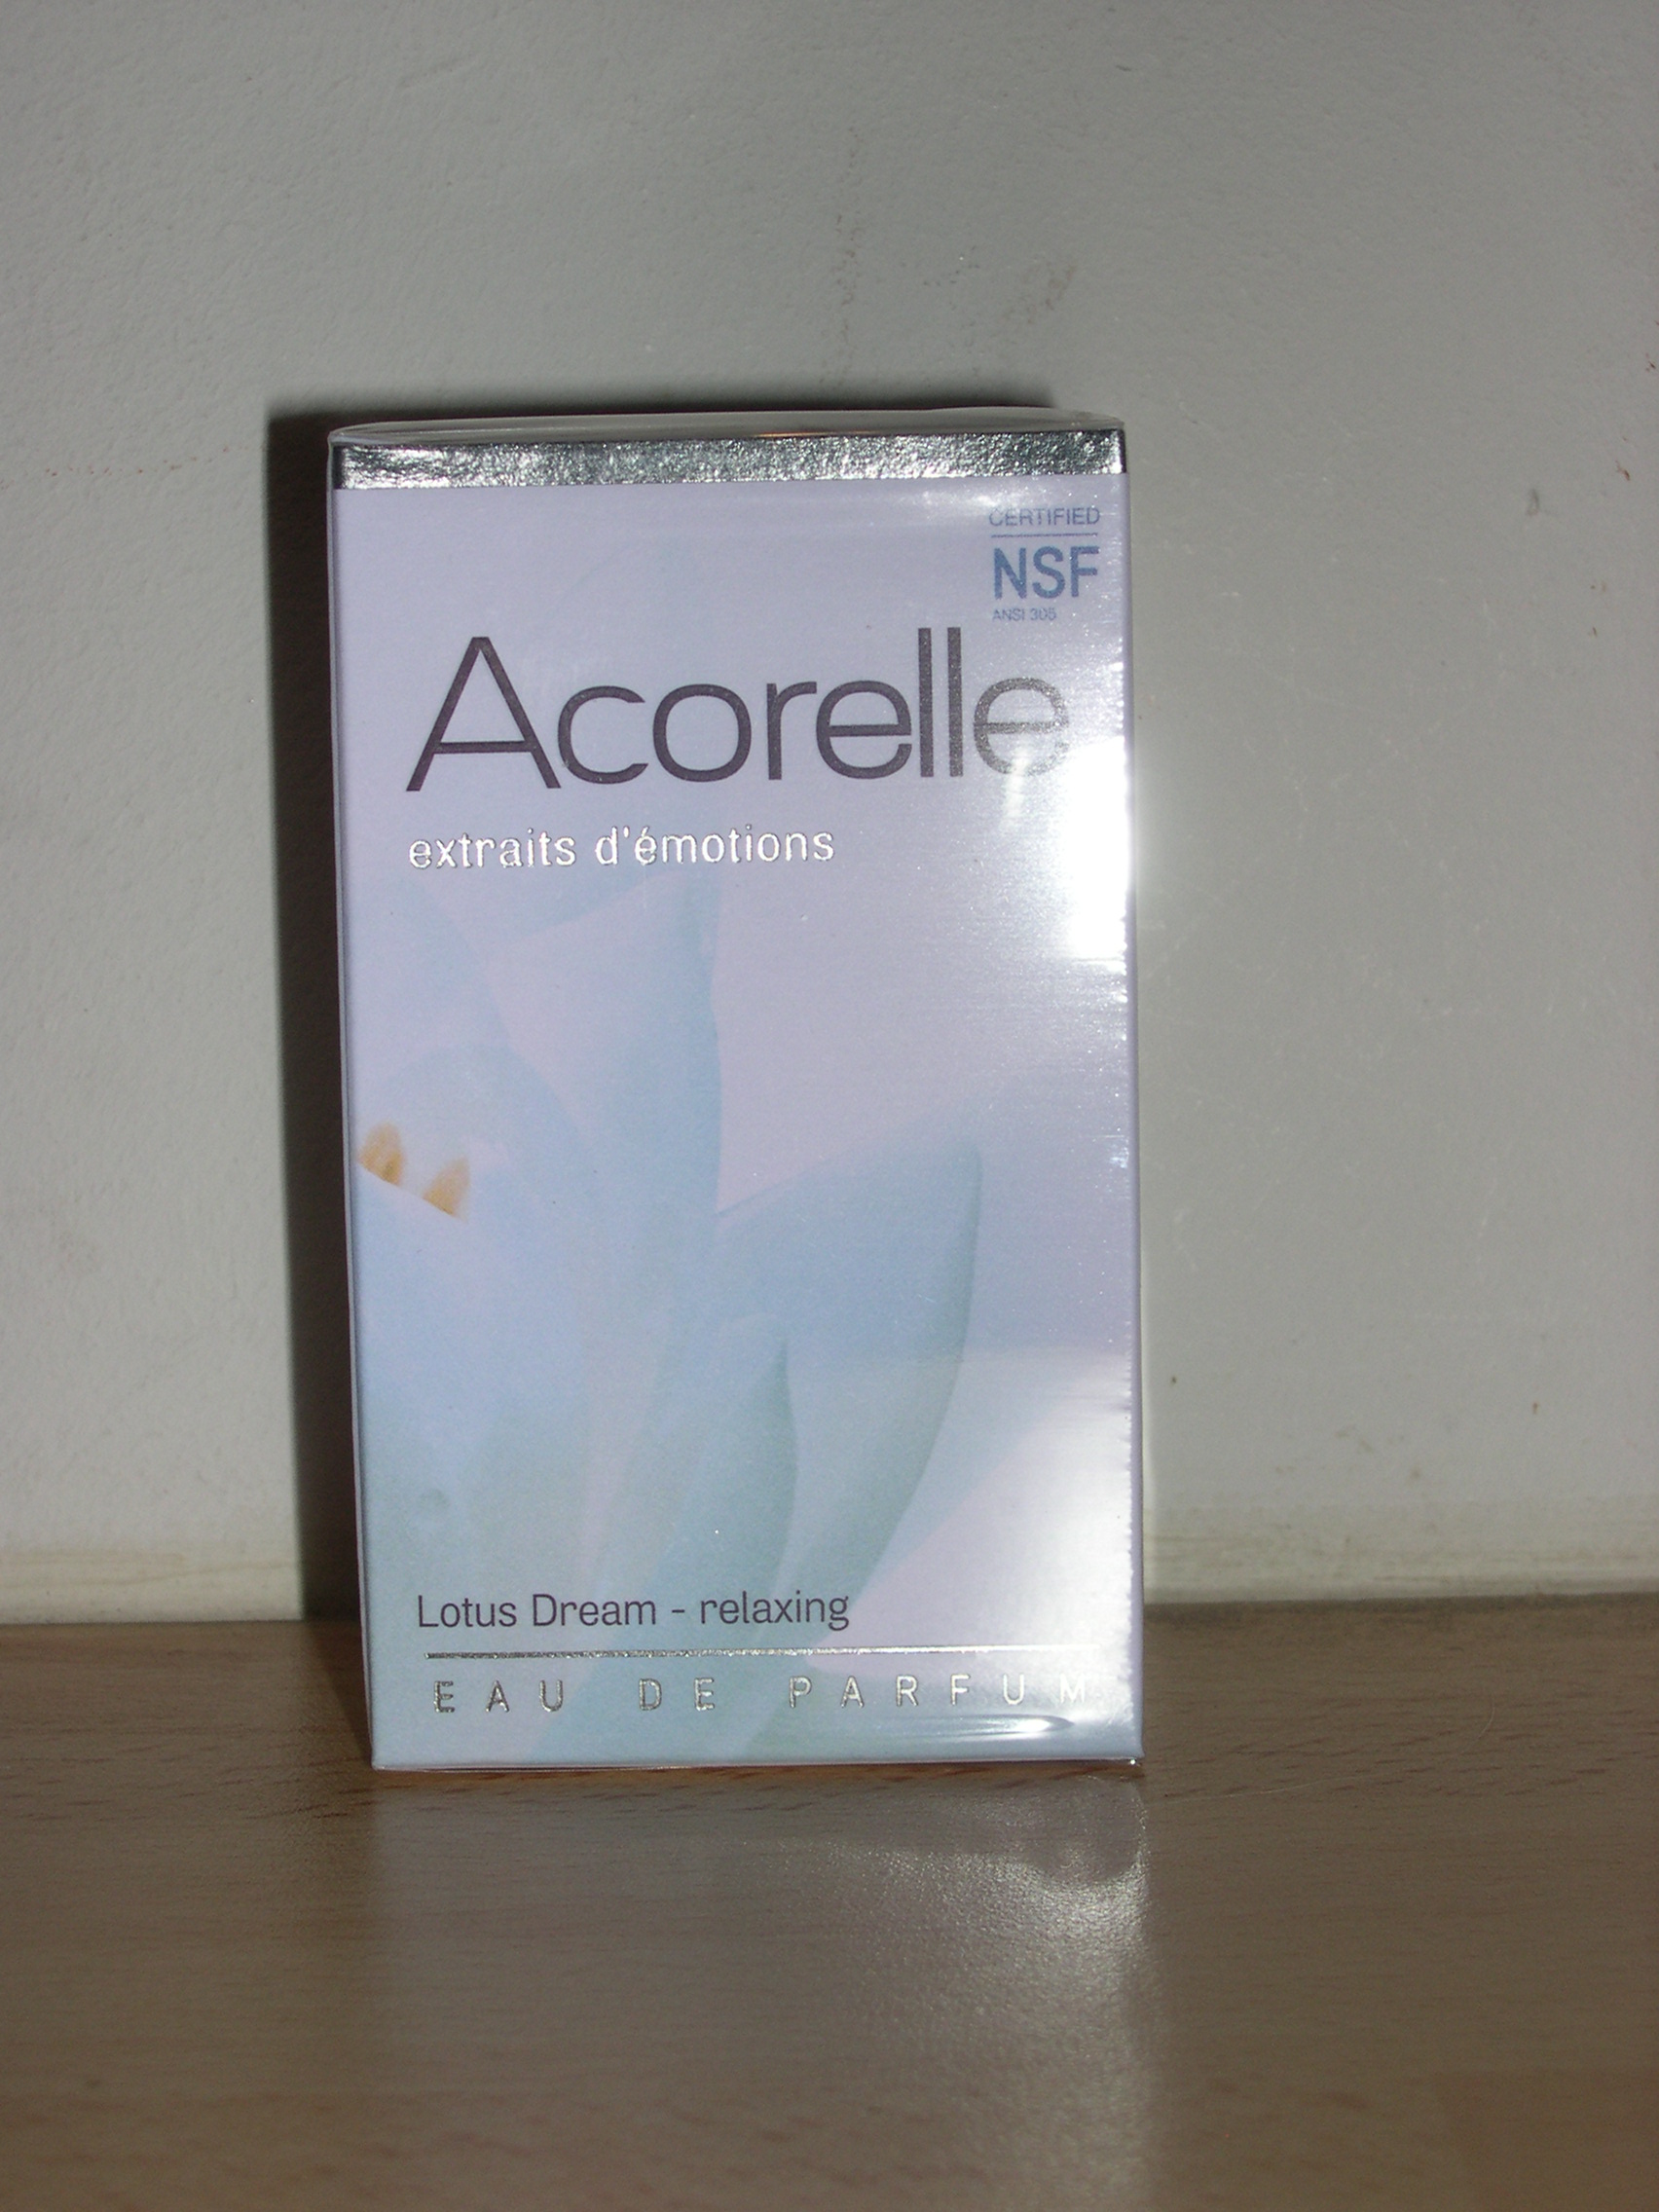 CERTIFIED
NSF
ANSI 305
Acorelle
extraits d'émotions
Lotus Dream - relaxing
EAU DE PARFUM